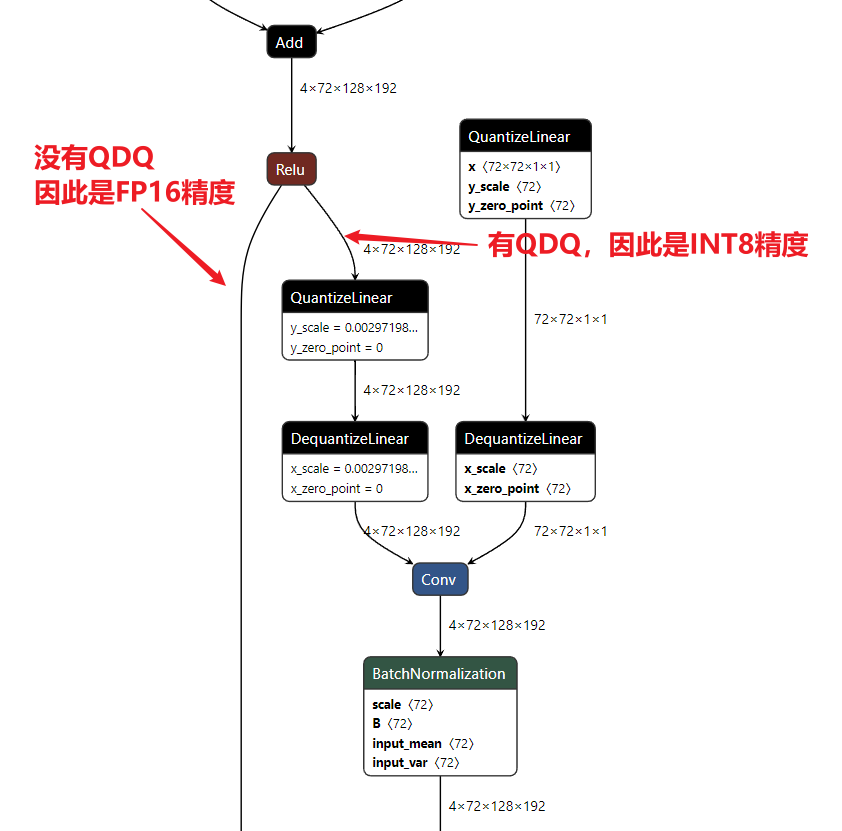 Add
4×72×128×192
没有QDQ
因此是FP16精度
Relu
QuantizeLinear
x 〈72×72×1×1〉
y_scale 〈72〉
y_zero_point 〈72〉
4×72×128×192
有QDQ，因此是INT8精度
QuantizeLinear
y_scale = 0.00297198...
y_zero_point = 0
72×72×1×1
4×72×128×192
DequantizeLinear
x_scale = 0.00297198...
x_zero_point = 0
DequantizeLinear
x_scale 〈72〉
x_zero_point 〈72〉
4×72×128×192
72×72×1×1
Conv
4×72×128×192
BatchNormalization
scale 〈72〉
B 〈72〉
input_mean 〈72〉
input_var 〈72〉
4×72×128×192